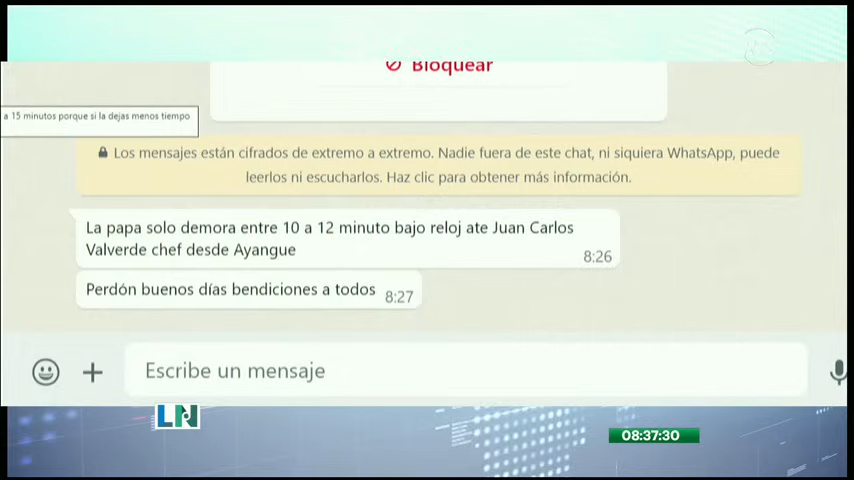 Bloquear
a 15 minutos porque si la dejas menos tiempo
Los mensajes están cifrados de extremo a extremo. Nadie fuera de este chat, ni siquiera WhatsApp, puede
leerlos ni escucharlos. Haz clic para obtener más información.
La papa solo demora entre 10 a 12 minuto bajo reloj ate Juan Carlos
Valverde chef desde Ayangue
8:26
Perdón buenos días bendiciones a todos
8:27
Escribe un mensaje
LN
08:37:30